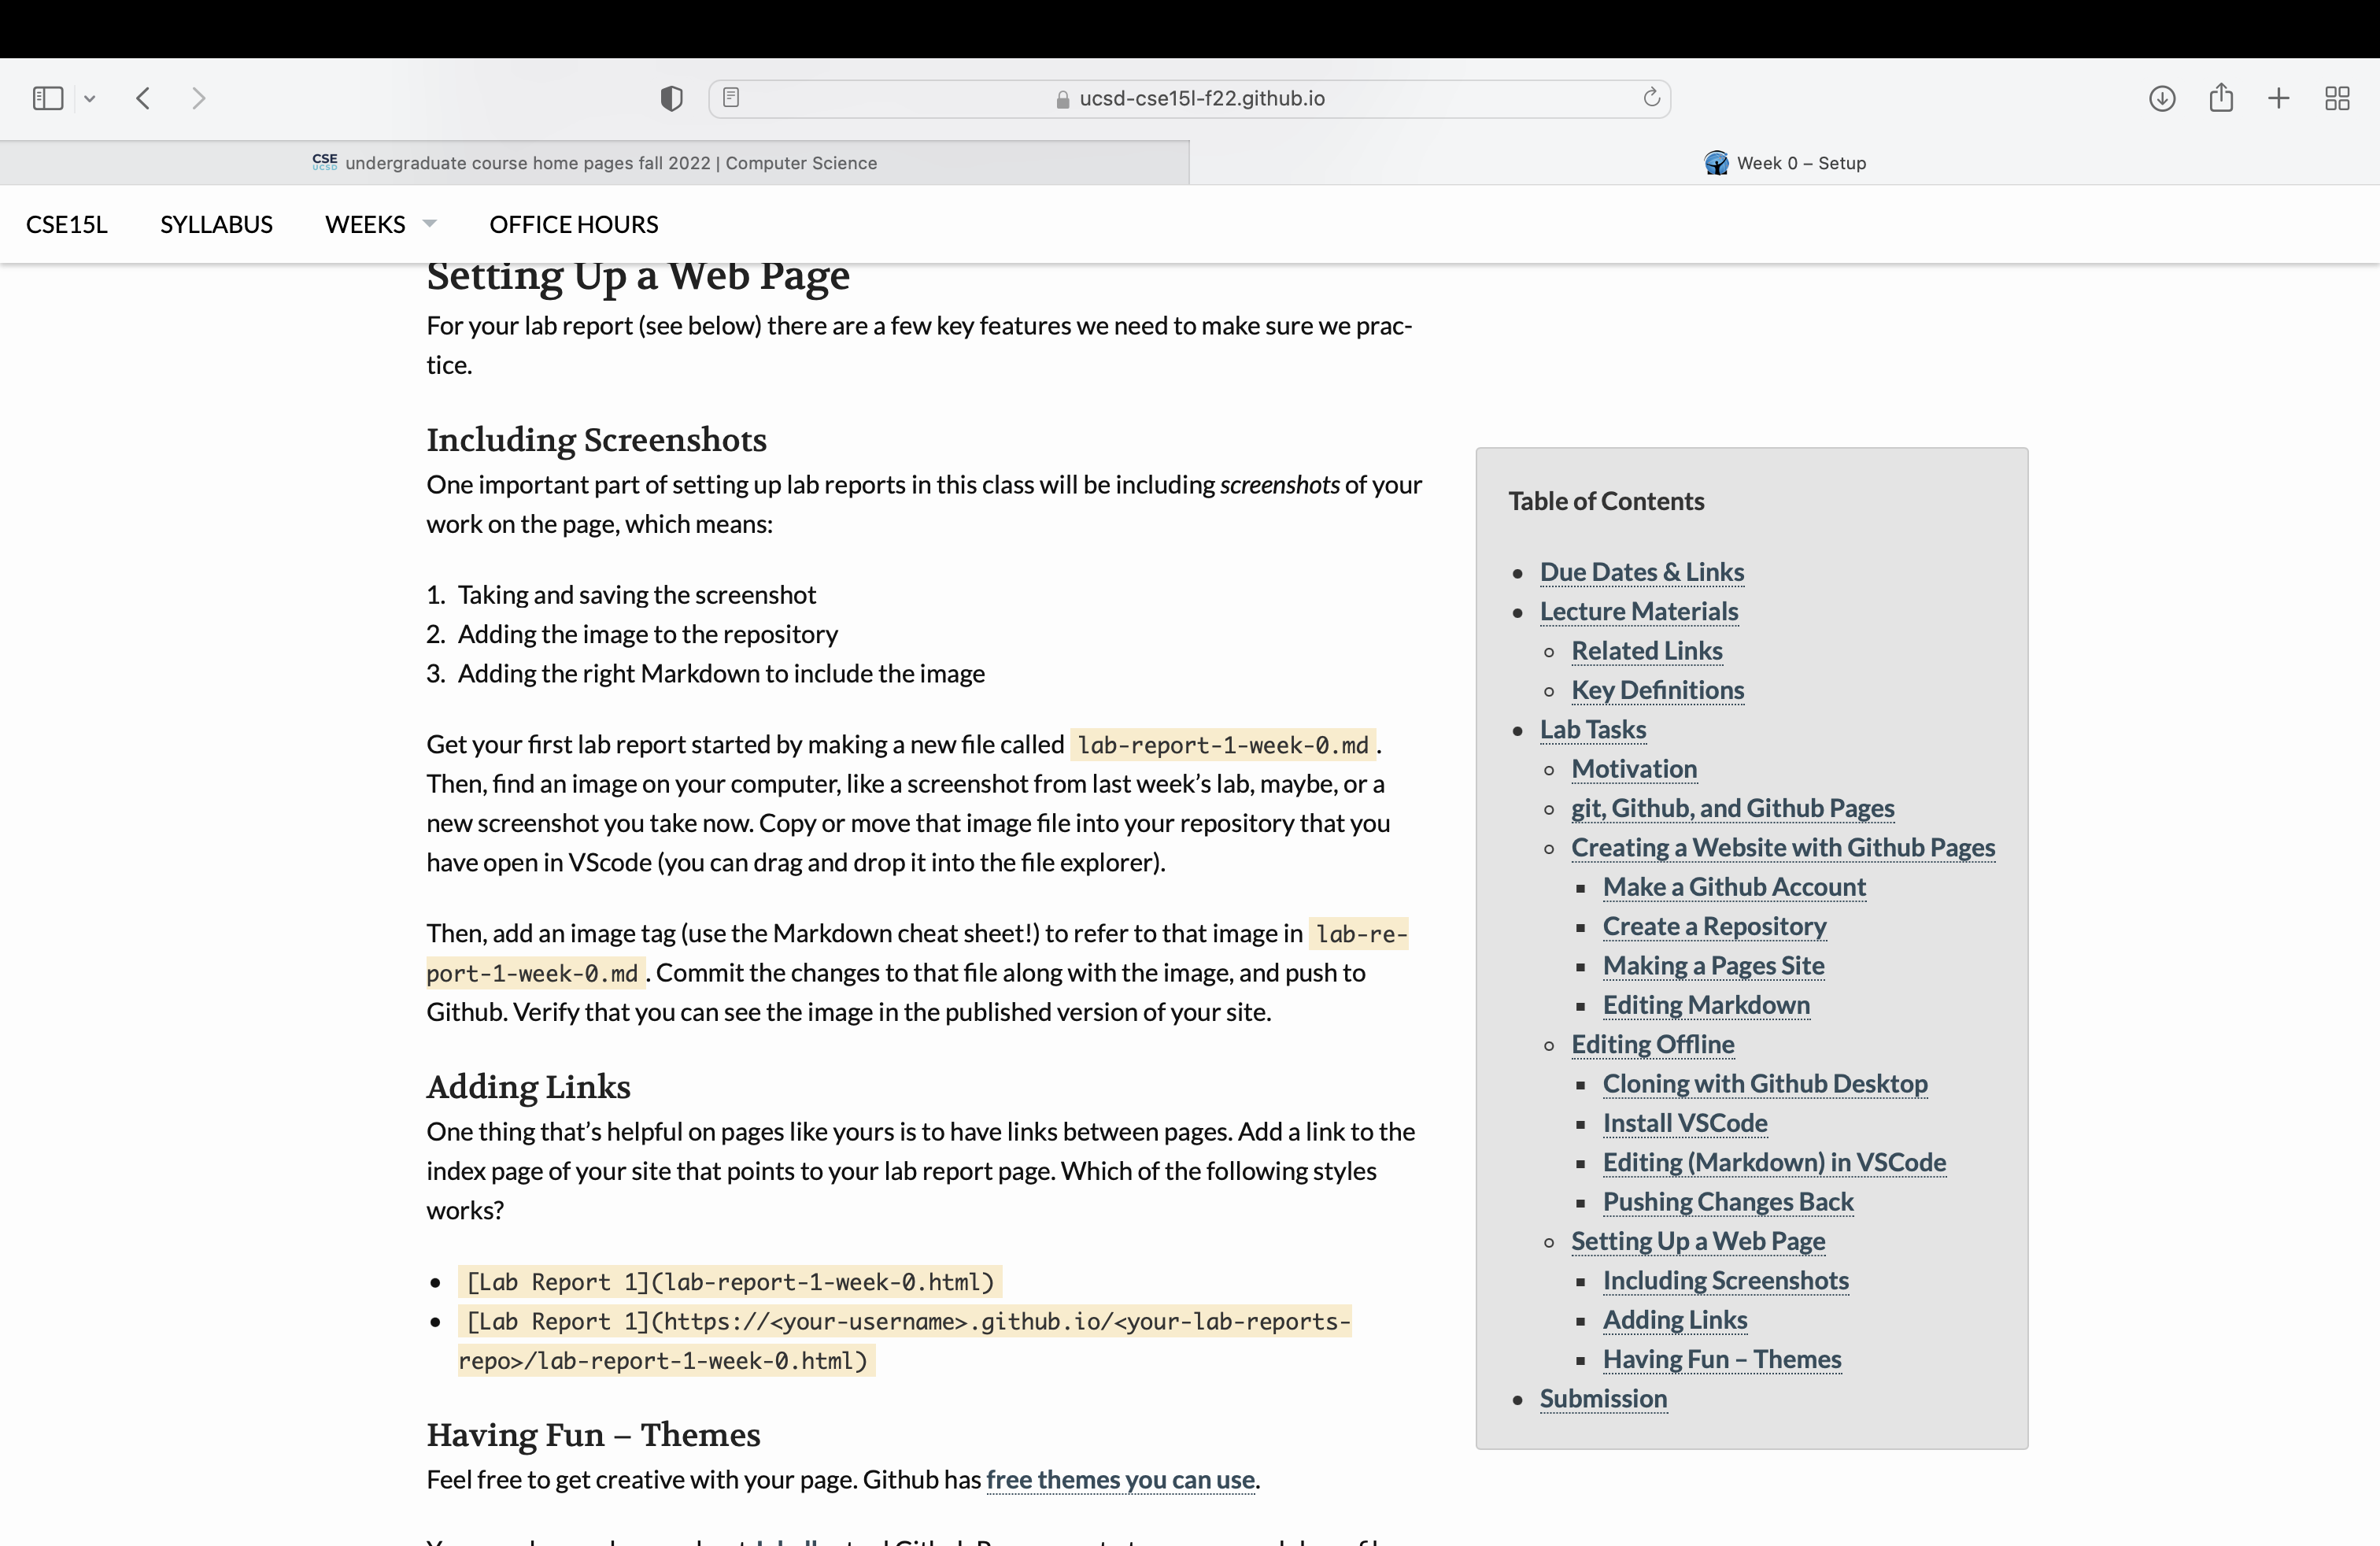 ucsd-cse15l-f22.github.io
CSE UCSD undergraduate course home pages fall 2022 | Computer Science
Week 0 – Setup
CSE15L SYLLABUS WEEKS OFFICE HOURS
Setting Up a Web Page
For your lab report (see below) there are a few key features we need to make sure we prac-
tice.
Including Screenshots
One important part of setting up lab reports in this class will be including screenshots of your
work on the page, which means:
1. Taking and saving the screenshot
2. Adding the image to the repository
3. Adding the right Markdown to include the image
Get your first lab report started by making a new file called lab-report-1-week-0.md.
Then, find an image on your computer, like a screenshot from last week’s lab, maybe, or a
new screenshot you take now. Copy or move that image file into your repository that you
have open in VScode (you can drag and drop it into the file explorer).
Then, add an image tag (use the Markdown cheat sheet!) to refer to that image in lab-re-
port-1-week-0.md. Commit the changes to that file along with the image, and push to
Github. Verify that you can see the image in the published version of your site.
Adding Links
One thing that’s helpful on pages like yours is to have links between pages. Add a link to the
index page of your site that points to your lab report page. Which of the following styles
works?
• [Lab Report 1](lab-report-1-week-0.html)
• [Lab Report 1](https://<your-username>.github.io/<your-lab-reports-
repo>/lab-report-1-week-0.html)
Having Fun – Themes
Feel free to get creative with your page. Github has free themes you can use.
Table of Contents
• Due Dates & Links
• Lecture Materials
◦ Related Links
◦ Key Definitions
• Lab Tasks
◦ Motivation
◦ git, Github, and Github Pages
◦ Creating a Website with Github Pages
▪ Make a Github Account
▪ Create a Repository
▪ Making a Pages Site
▪ Editing Markdown
◦ Editing Offline
▪ Cloning with Github Desktop
▪ Install VSCode
▪ Editing (Markdown) in VSCode
▪ Pushing Changes Back
◦ Setting Up a Web Page
▪ Including Screenshots
▪ Adding Links
▪ Having Fun – Themes
• Submission